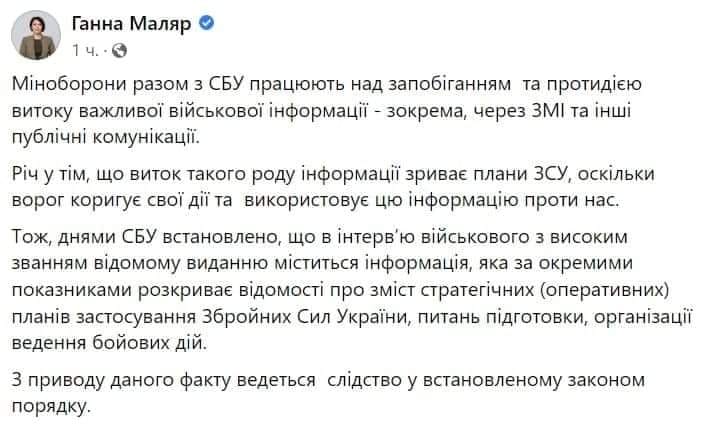 Ганна Маляр
1 ч. ·
Міноборони разом з СБУ працюють над запобіганням та протидією
витоку важливої військової інформації - зокрема, через ЗМІ та інші
публічні комунікації.
Річ у тім, що виток такого роду інформації зриває плани ЗСУ, оскільки
ворог коригує свої дії та використовує цю інформацію проти нас.
Тож, днями СБУ встановлено, що в інтерв’ю військового з високим
званням відомому виданню міститься інформація, яка за окремими
показниками розкриває відомості про зміст стратегічних (оперативних)
планів застосування Збройних Сил України, питань підготовки, організації
ведення бойових дій.
З приводу даного факту ведеться слідство у встановленому законом
порядку.